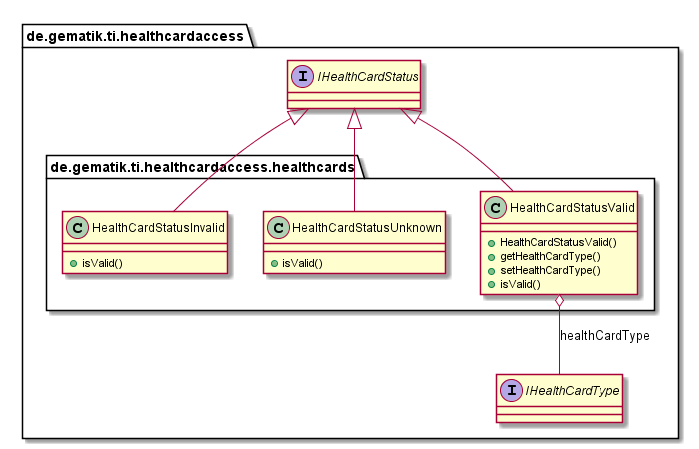 de.gematik.ti.healthcardaccess
I IHealthCardStatus
de.gematik.ti.healthcardaccess.healthcards
C HealthCardStatusInvalid
isValid()
C HealthCardStatusUnknown
isValid()
C HealthCardStatusValid
HealthCardStatusValid()
getHealthCardType()
setHealthCardType()
isValid()
healthCardType
I IHealthCardType